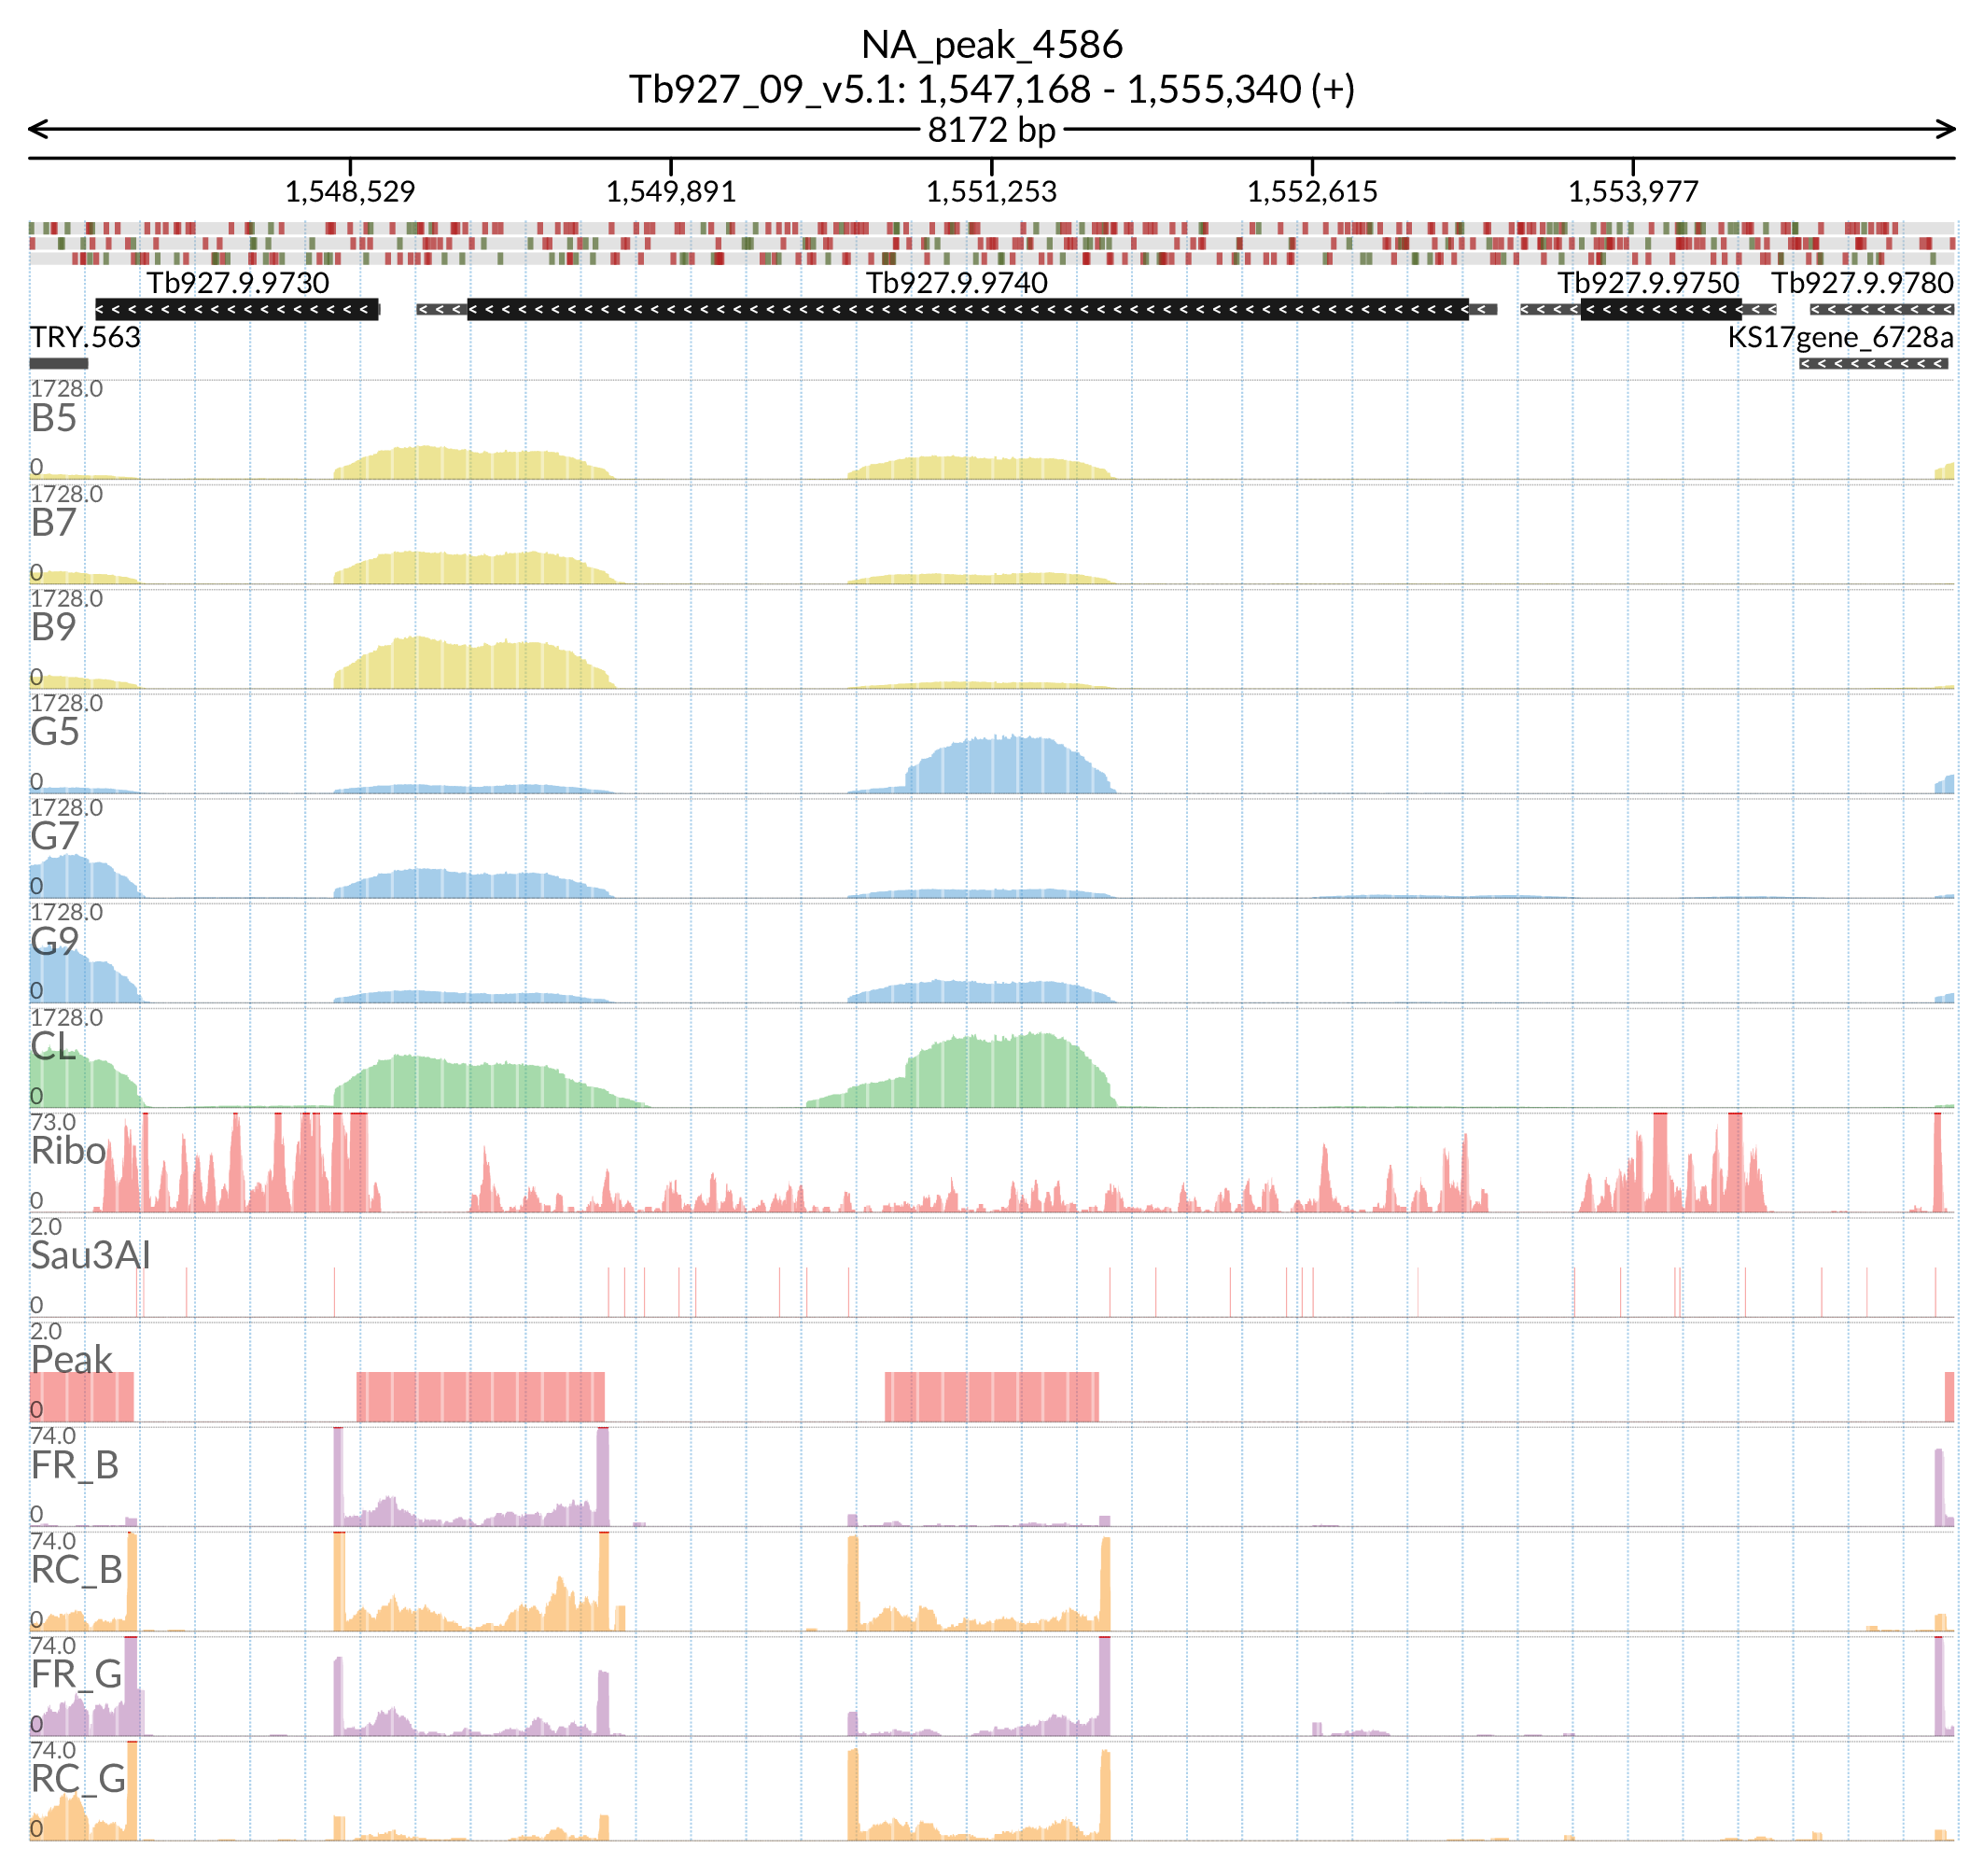 NA_peak_4586
Tb927_09_v5.1: 1,547,168 - 1,555,340 (+)
8172 bp
1,548,529 1,549,891 1,551,253 1,552,615 1,553,977
Tb927.9.9730 Tb927.9.9740 Tb927.9.9750 Tb927.9.9780
TRY.563 KS17gene_6728a
1728.0
B5
0
1728.0
B7
0
1728.0
B9
0
1728.0
G5
0
1728.0
G7
0
1728.0
G9
0
1728.0
CL
0
73.0
Ribo
0
2.0
Sau3AI
0
2.0
Peak
0
74.0
FR_B
0
74.0
RC_B
0
74.0
FR_G
0
74.0
RC_G
0